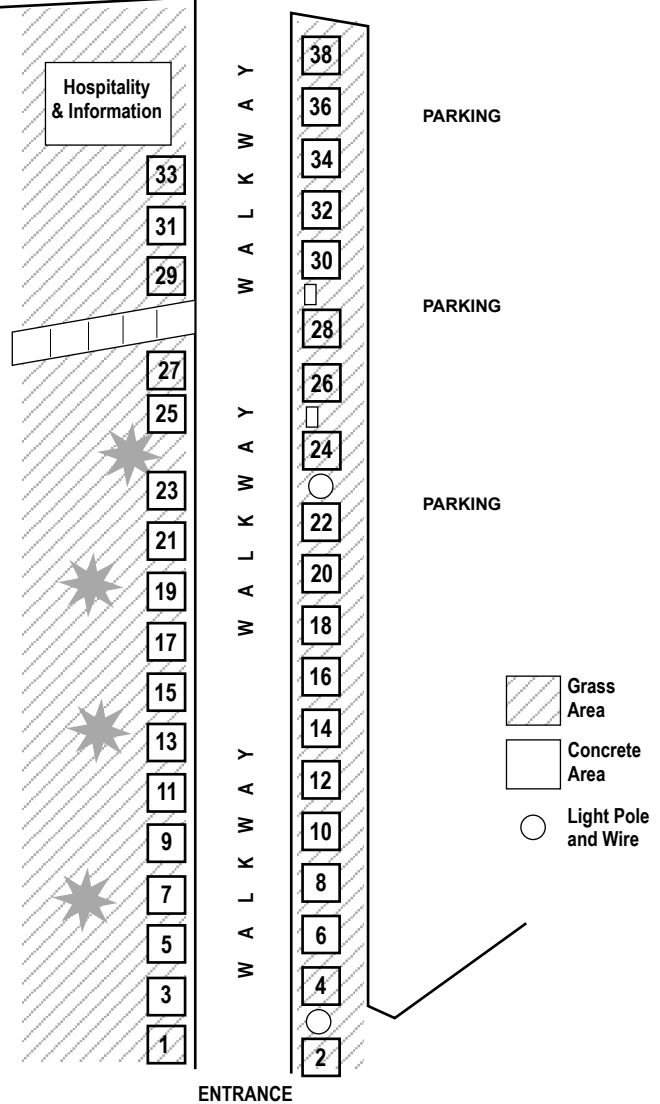 Hospitality
& Information
33
31
29
27
25
23
21
19
17
15
13
11
9
7
5
3
1
WALKWAY
WALKWAY
WALKWAY
38
36
34
32
30
28
26
24
22
20
18
16
14
12
10
8
6
4
2
PARKING
PARKING
PARKING
Grass
Area
Concrete
Area
Light Pole
and Wire
ENTRANCE